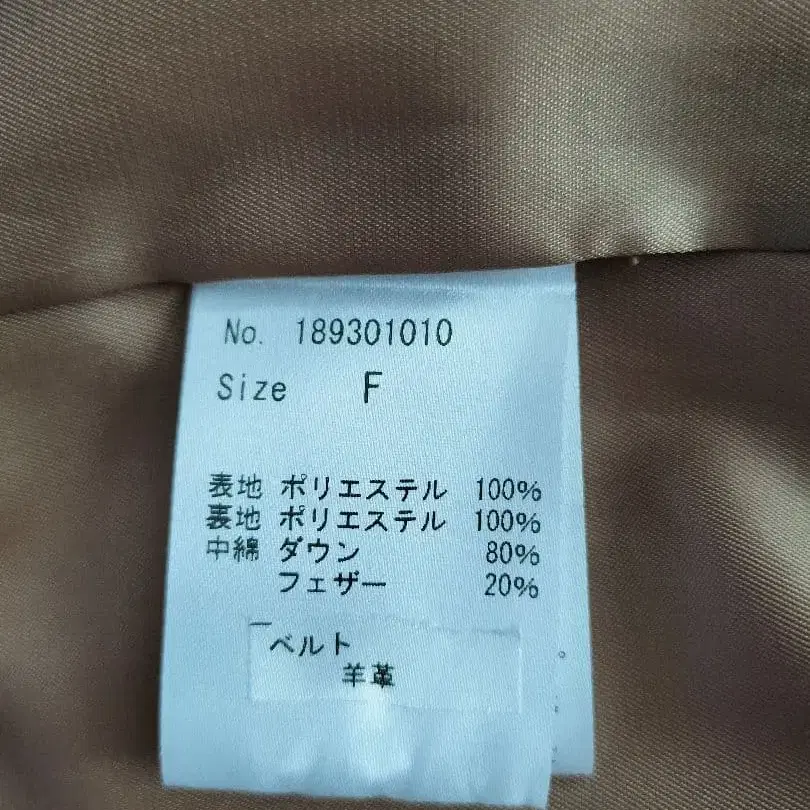 No. 189301010
Size F
表地 ポリエステル 100%
裏地 ポリエステル 100%
中綿 ダウン 80%
フェザー 20%
ベルト
羊革